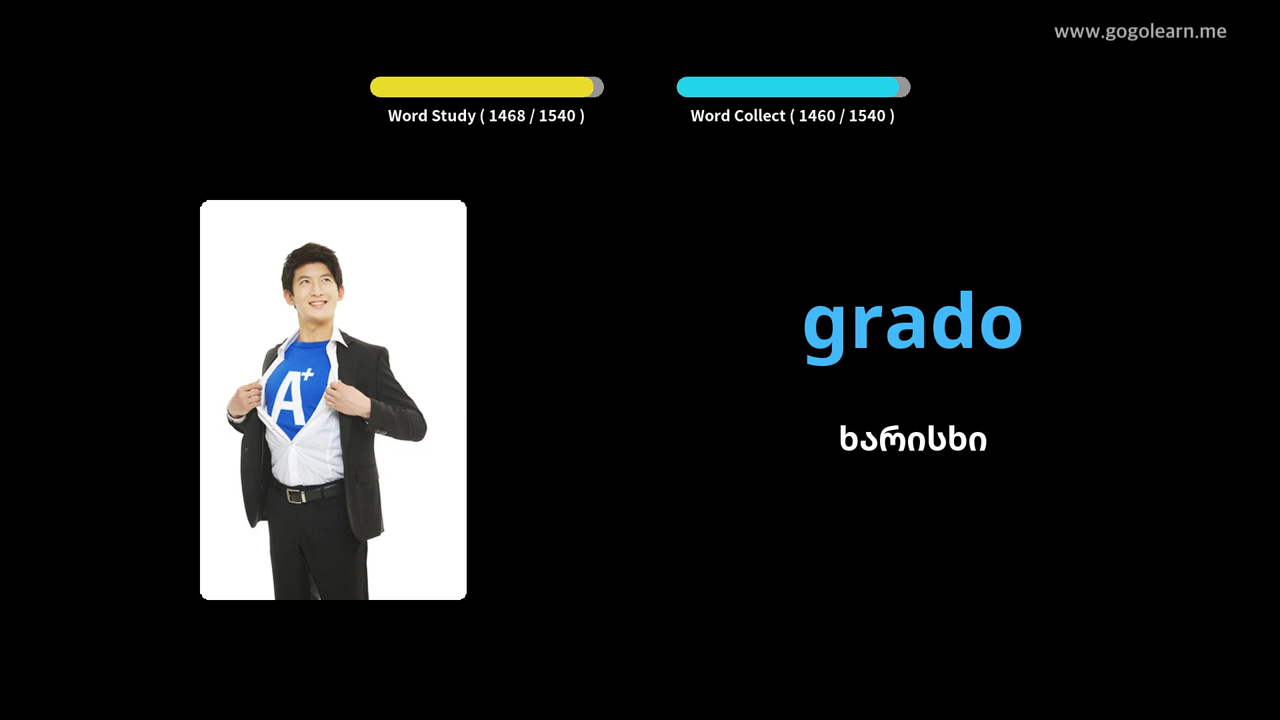 www.gogolearn.me
Word Study ( 1468 / 1540 )
Word Collect ( 1460 / 1540 )
A+
grado
ხარისხი